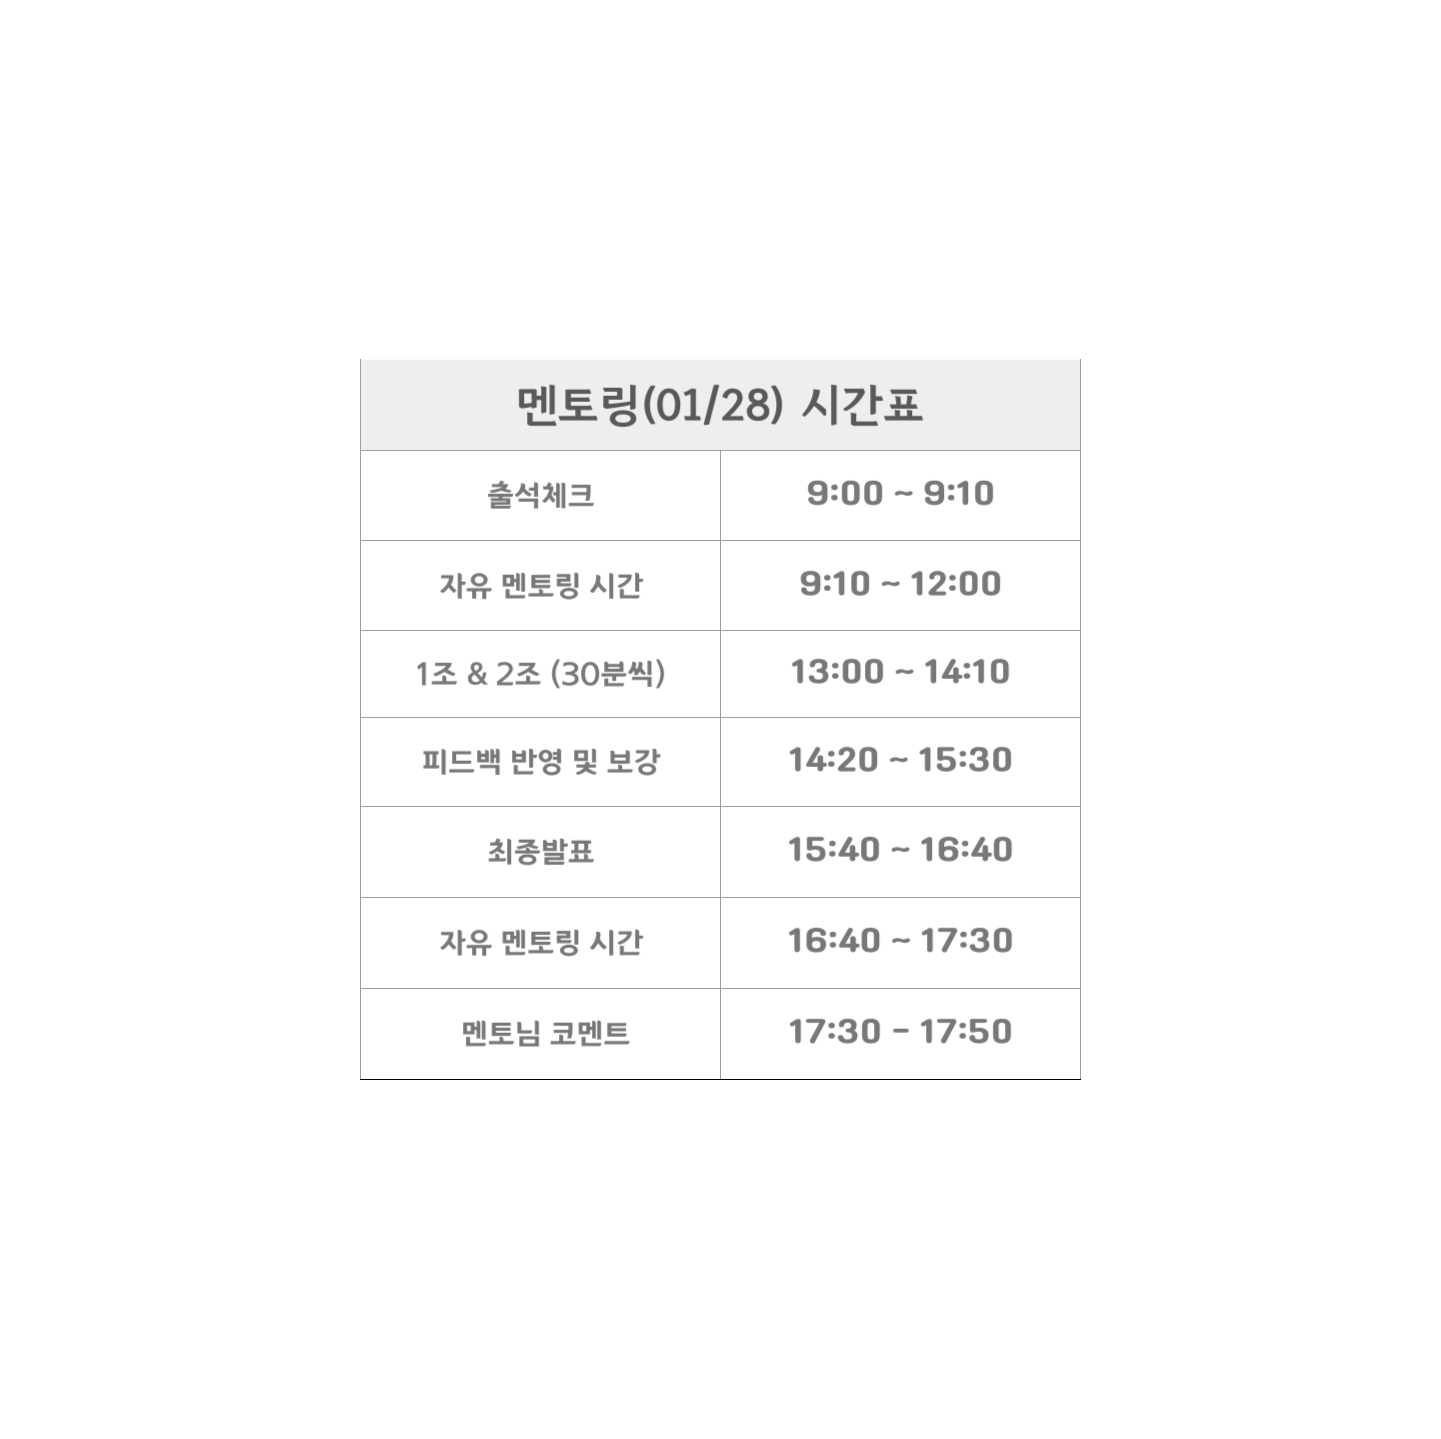 멘토링(01/28) 시간표
출석체크 9:00 ~ 9:10
자유 멘토링 시간 9:10 ~ 12:00
1조 & 2조 (30분씩) 13:00 ~ 14:10
피드백 반영 및 보강 14:20 ~ 15:30
최종발표 15:40 ~ 16:40
자유 멘토링 시간 16:40 ~ 17:30
멘토님 코멘트 17:30 - 17:50